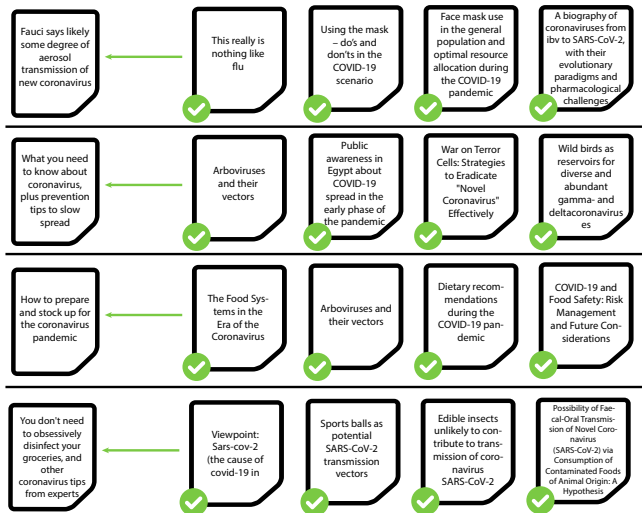 Fauci says likely
some degree of
aerosol
transmission of
new coronavirus
This really is
nothing like
flu
Using the mask
– do's and
don'ts in the
COVID-19
scenario
Face mask use
in the general
population and
optimal resource
allocation during
the COVID-19
pandemic
A biography of
coronaviruses from
ibv to SARS-CoV-2,
with their
evolutionary
paradigms and
pharmacological
challenges
What you need
to know about
coronavirus,
plus prevention
tips to slow
spread
Arboviruses
and their
vectors
Public
awareness in
Egypt about
COVID-19
spread in the
early phase of
the pandemic
War on Terror
Cells: Strategies
to Eradicate
"Novel
Coronavirus"
Effectively
Wild birds as
reservoirs for
diverse and
abundant
gamma- and
deltacoronavirus
es
How to prepare
and stock up for
the coronavirus
pandemic
The Food Sys-
tems in the
Era of the
Coronavirus
Arboviruses and
their vectors
Dietary recom-
mendations
during the
COVID-19 pan-
demic
COVID-19 and
Food Safety: Risk
Management
and Future Con-
siderations
You don't need
to obsessively
disinfect your
groceries, and
other
coronavirus tips
from experts
Viewpoint:
Sars-cov-2
(the cause of
covid-19 in
Sports balls as
potential
SARS-CoV-2
transmission
vectors
Edible insects
unlikely to con-
tribute to trans-
mission of coro-
navirus
SARS-CoV-2
Possibility of Fae-
cal-Oral Transmis-
sion of Novel Coro-
navirus
(SARS-CoV-2) via
Consumption of
Contaminated Foods
of Animal Origin: A
Hypothesis